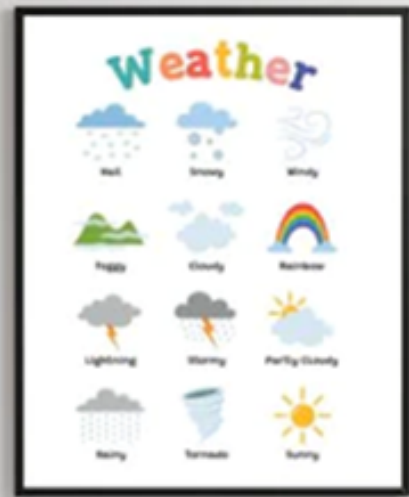 Weather
Hail Snowy Windy
Foggy Cloudy Rainbow
Lightning Stormy Partly Cloudy
Rainy Tornado Sunny